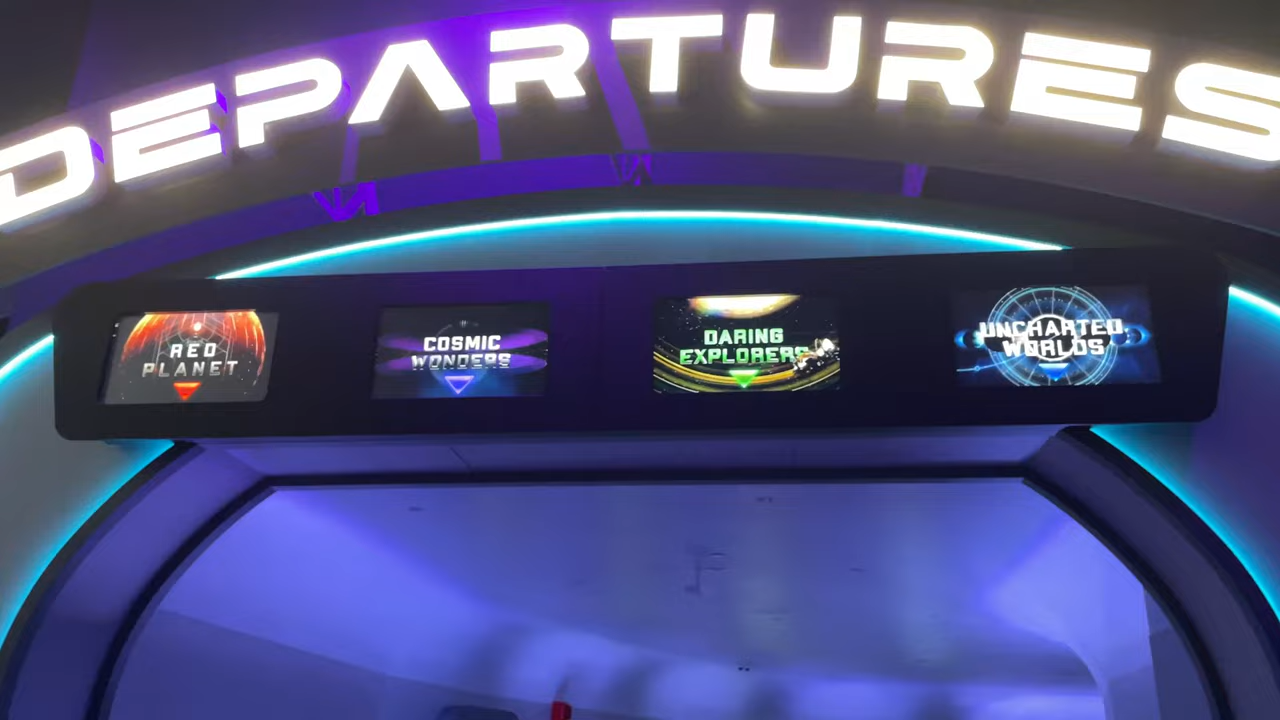 DEPARTURES
RED
PLANET
COSMIC
WONDERS
DARING
EXPLORERS
UNCHARTED
WORLDS